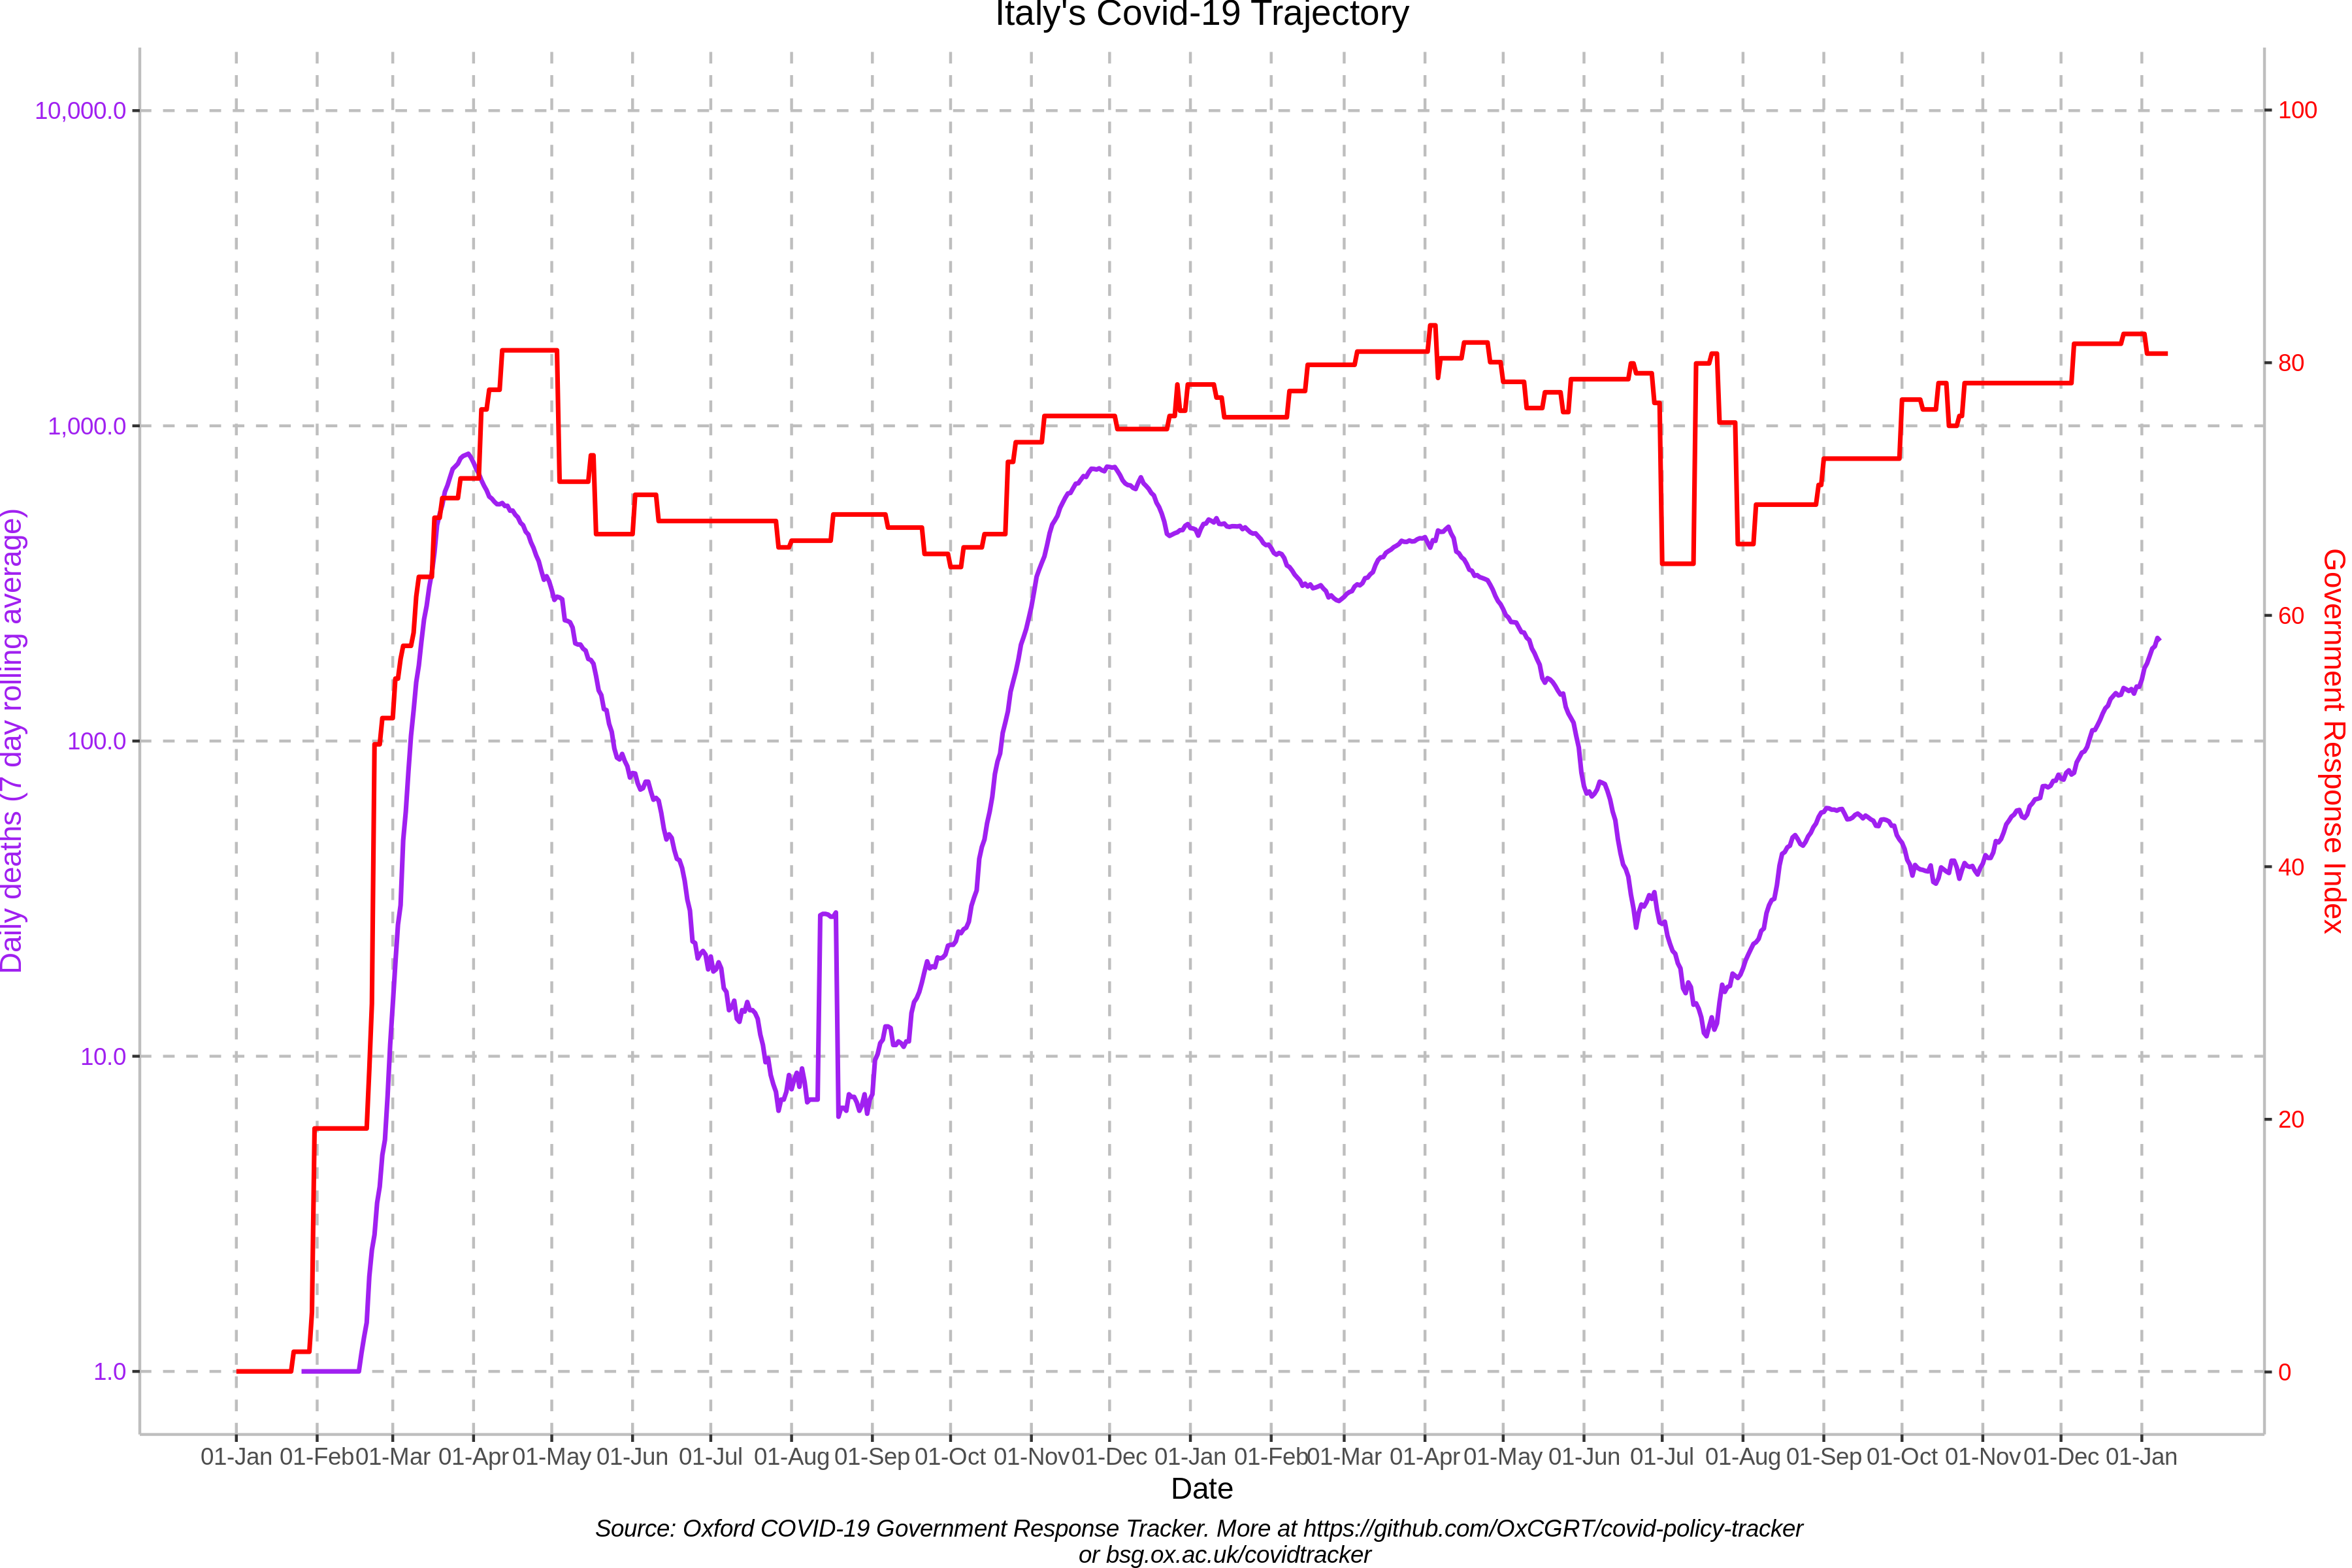 Italy's Covid-19 Trajectory
10,000.0
1,000.0
100.0
10.0
1.0
Daily deaths (7 day rolling average)
100
80
60
40
20
0
Government Response Index
01-Jan 01-Feb 01-Mar 01-Apr 01-May 01-Jun 01-Jul 01-Aug 01-Sep 01-Oct 01-Nov 01-Dec 01-Jan 01-Feb 01-Mar 01-Apr 01-May 01-Jun 01-Jul 01-Aug 01-Sep 01-Oct 01-Nov 01-Dec 01-Jan
Date
Source: Oxford COVID-19 Government Response Tracker. More at https://github.com/OxCGRT/covid-policy-tracker
or bsg.ox.ac.uk/covidtracker